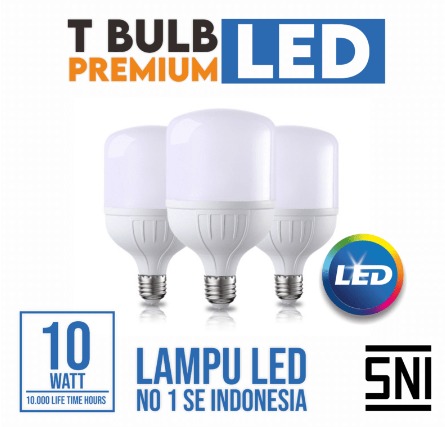 T BULB
PREMIUM
LED
LED
10
WATT
10.000 LIFE TIME HOURS
LAMPU LED
NO 1 SE INDONESIA
SNI